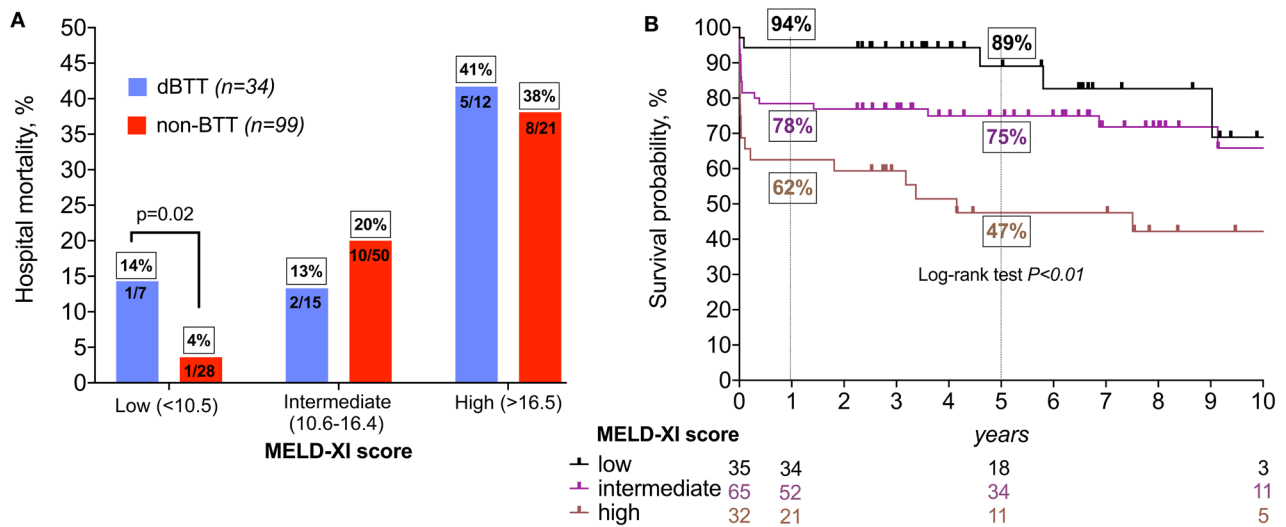 A
Hospital mortality, %
50
45
40
35
30
25
20
15
10
5
0
dBTT (n=34)
non-BTT (n=99)
p=0.02
14%
1/7
4%
1/28
13%
2/15
20%
10/50
41%
5/12
38%
8/21
Low (<10.5)
Intermediate
(10.6-16.4)
High (>16.5)
MELD-XI score
B
Survival probability, %
100
90
80
70
60
50
40
30
20
10
0
94%
89%
78%
75%
62%
47%
Log-rank test P<0.01
0 1 2 3 4 5 6 7 8 9 10
years
MELD-XI score
low 35 34 18 3
intermediate 65 52 34 11
high 32 21 11 5